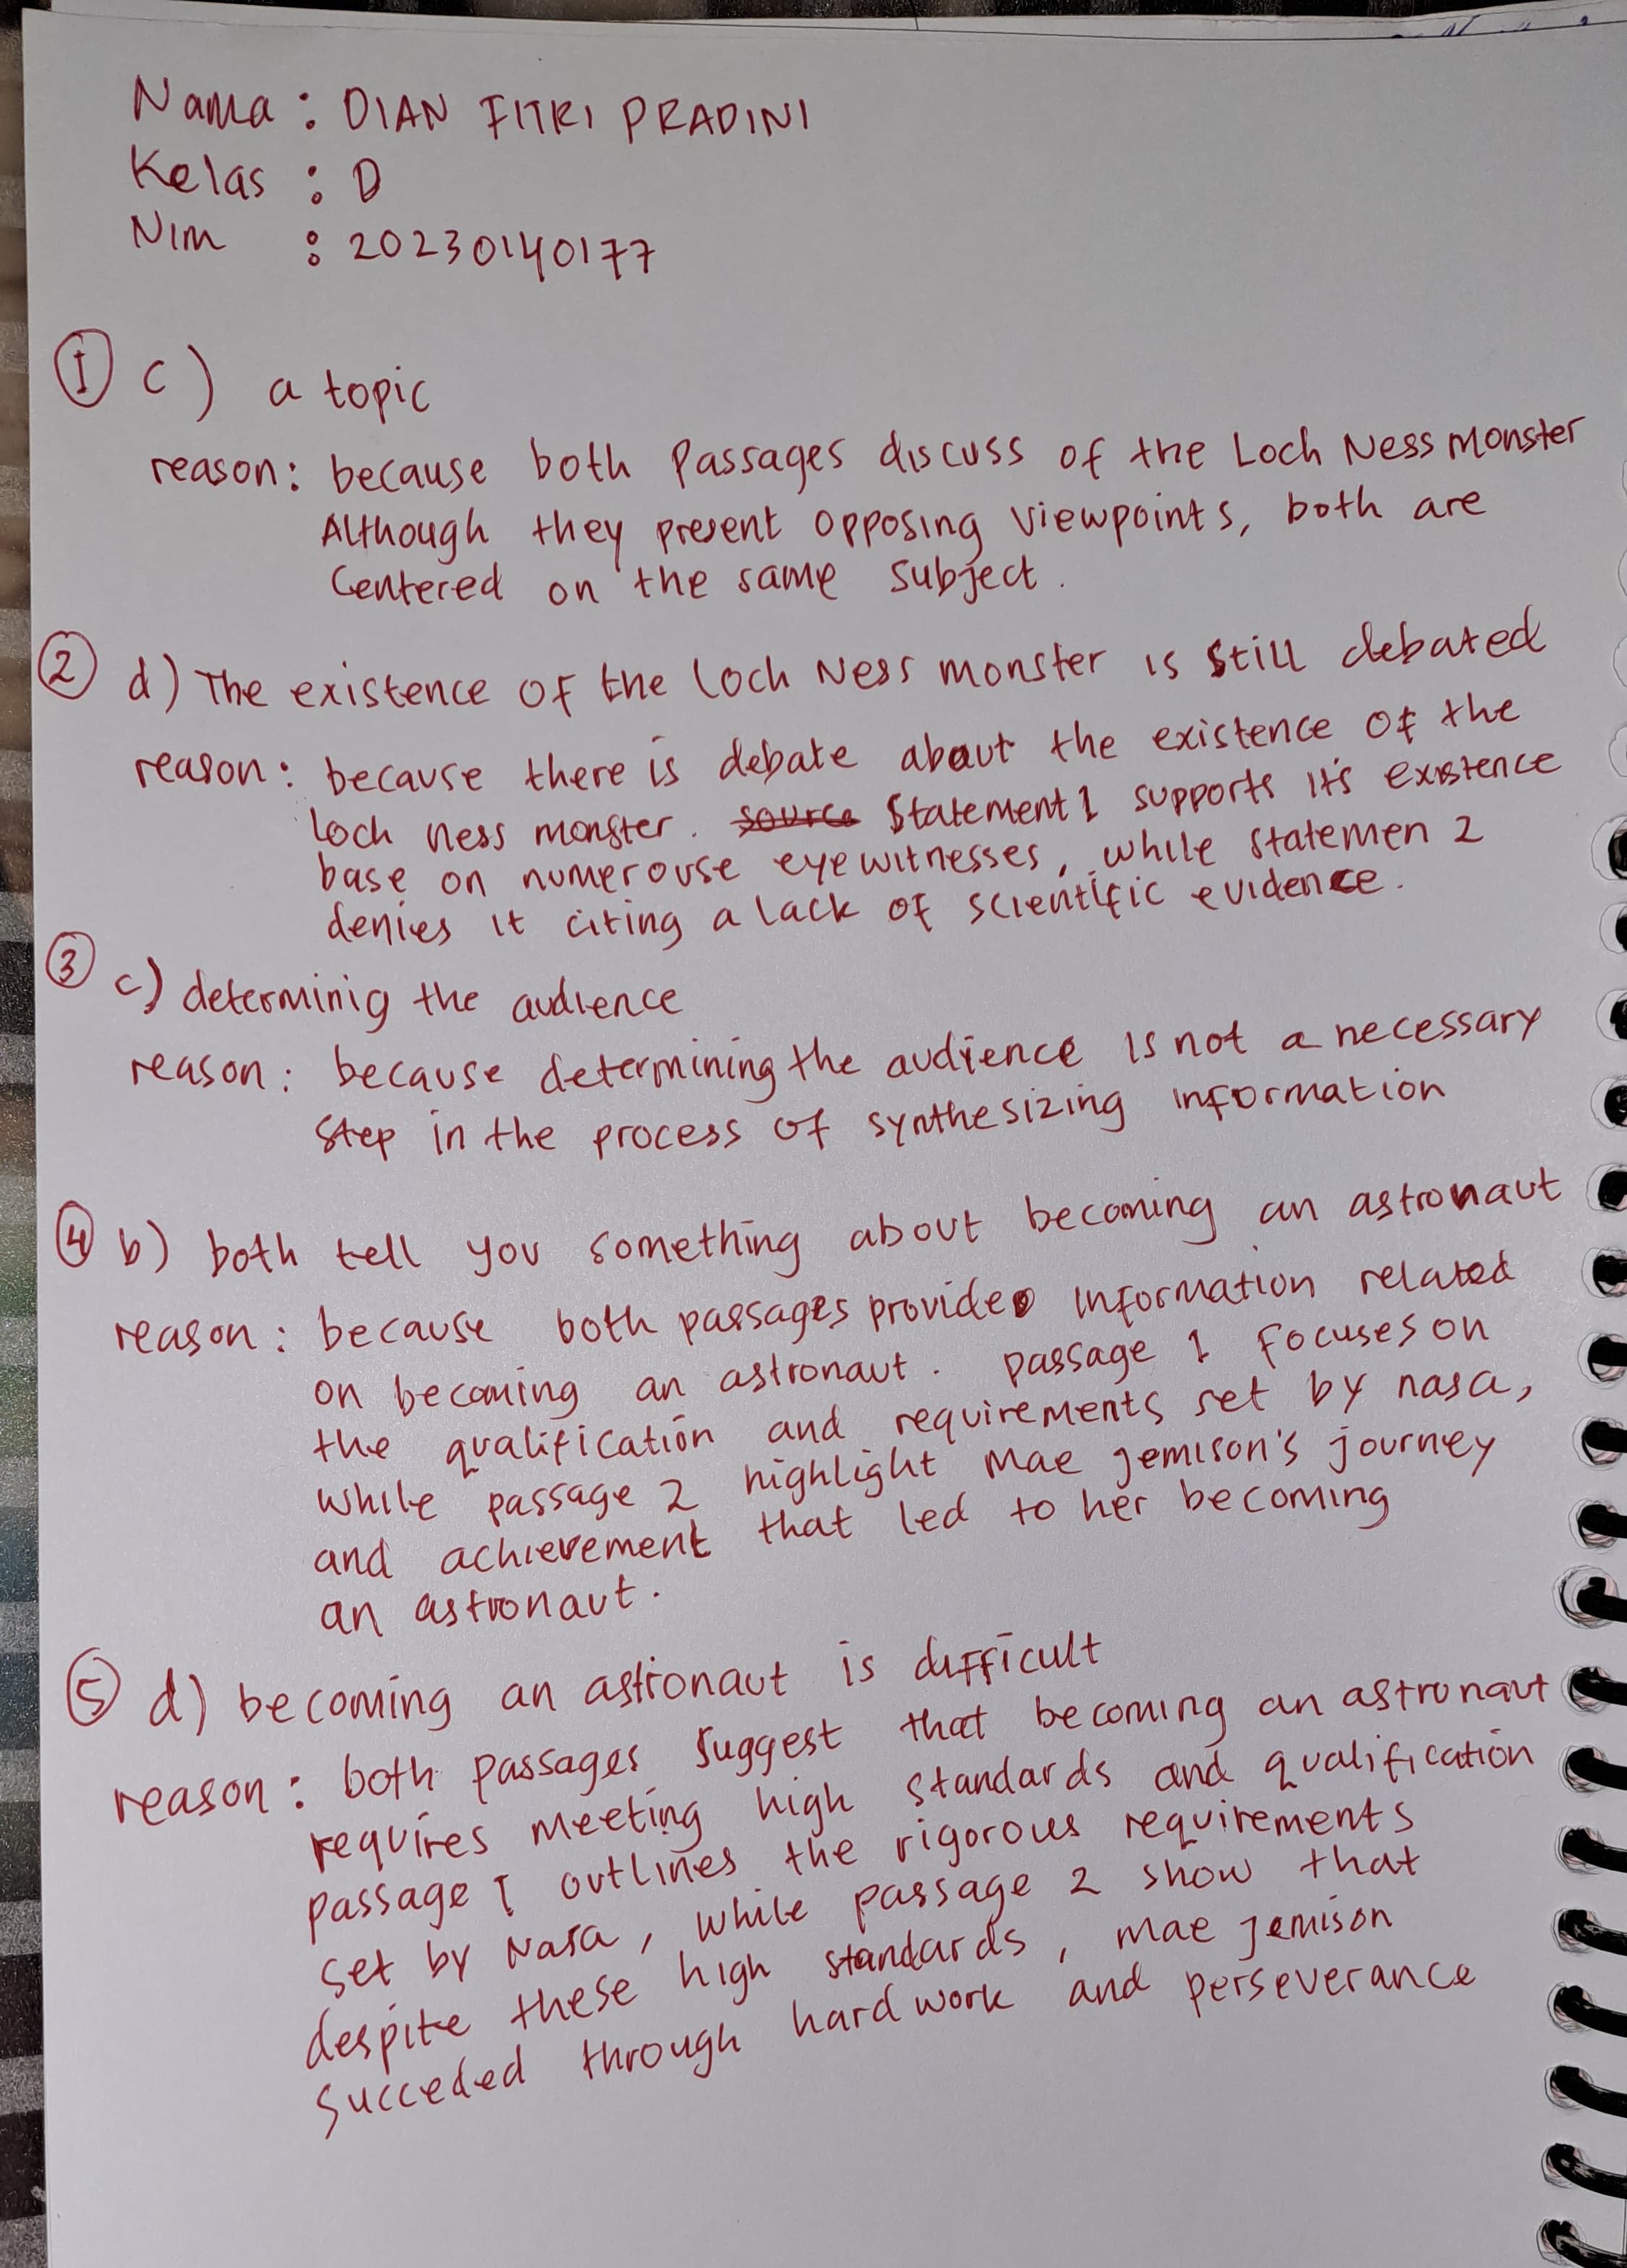 Nama : DIAN FITRI PRADINI
Kelas : D
Nim : 20230140177
1 c) a topic
reason: because both Passages discuss of the Loch Ness Monster
Although they present opposing viewpoints, both are
Centered on the same subject.
2 d) The existence of the Loch Ness monster is still debated
reason: because there is debate about the existence of the
Loch Ness monster. source Statement 1 supports it's existence
base on numerouse eyewitnesses, while statemen 2
denies it citing a lack of scientific evidence.
3 c) determinig the audience
reason: because determining the audience is not a necessary
step in the process of synthesizing information
4 b) both tell you something about becoming an astronaut
reason: because both passages provide information related
on becoming an astronaut. passage 1 focuses on
the qualification and requirements set by nasa,
while passage 2 highlight Mae jemison's journey
and achievement that led to her becoming
an astronaut.
5 d) becoming an astronaut is difficult
reason: both passages suggest that becoming an astronaut
requires meeting high standards and qualification
passage I outlines the rigorous requirements
set by Nasa, while passage 2 show that
despite these high standards, mae jemison
succeded through hard work and perseverance